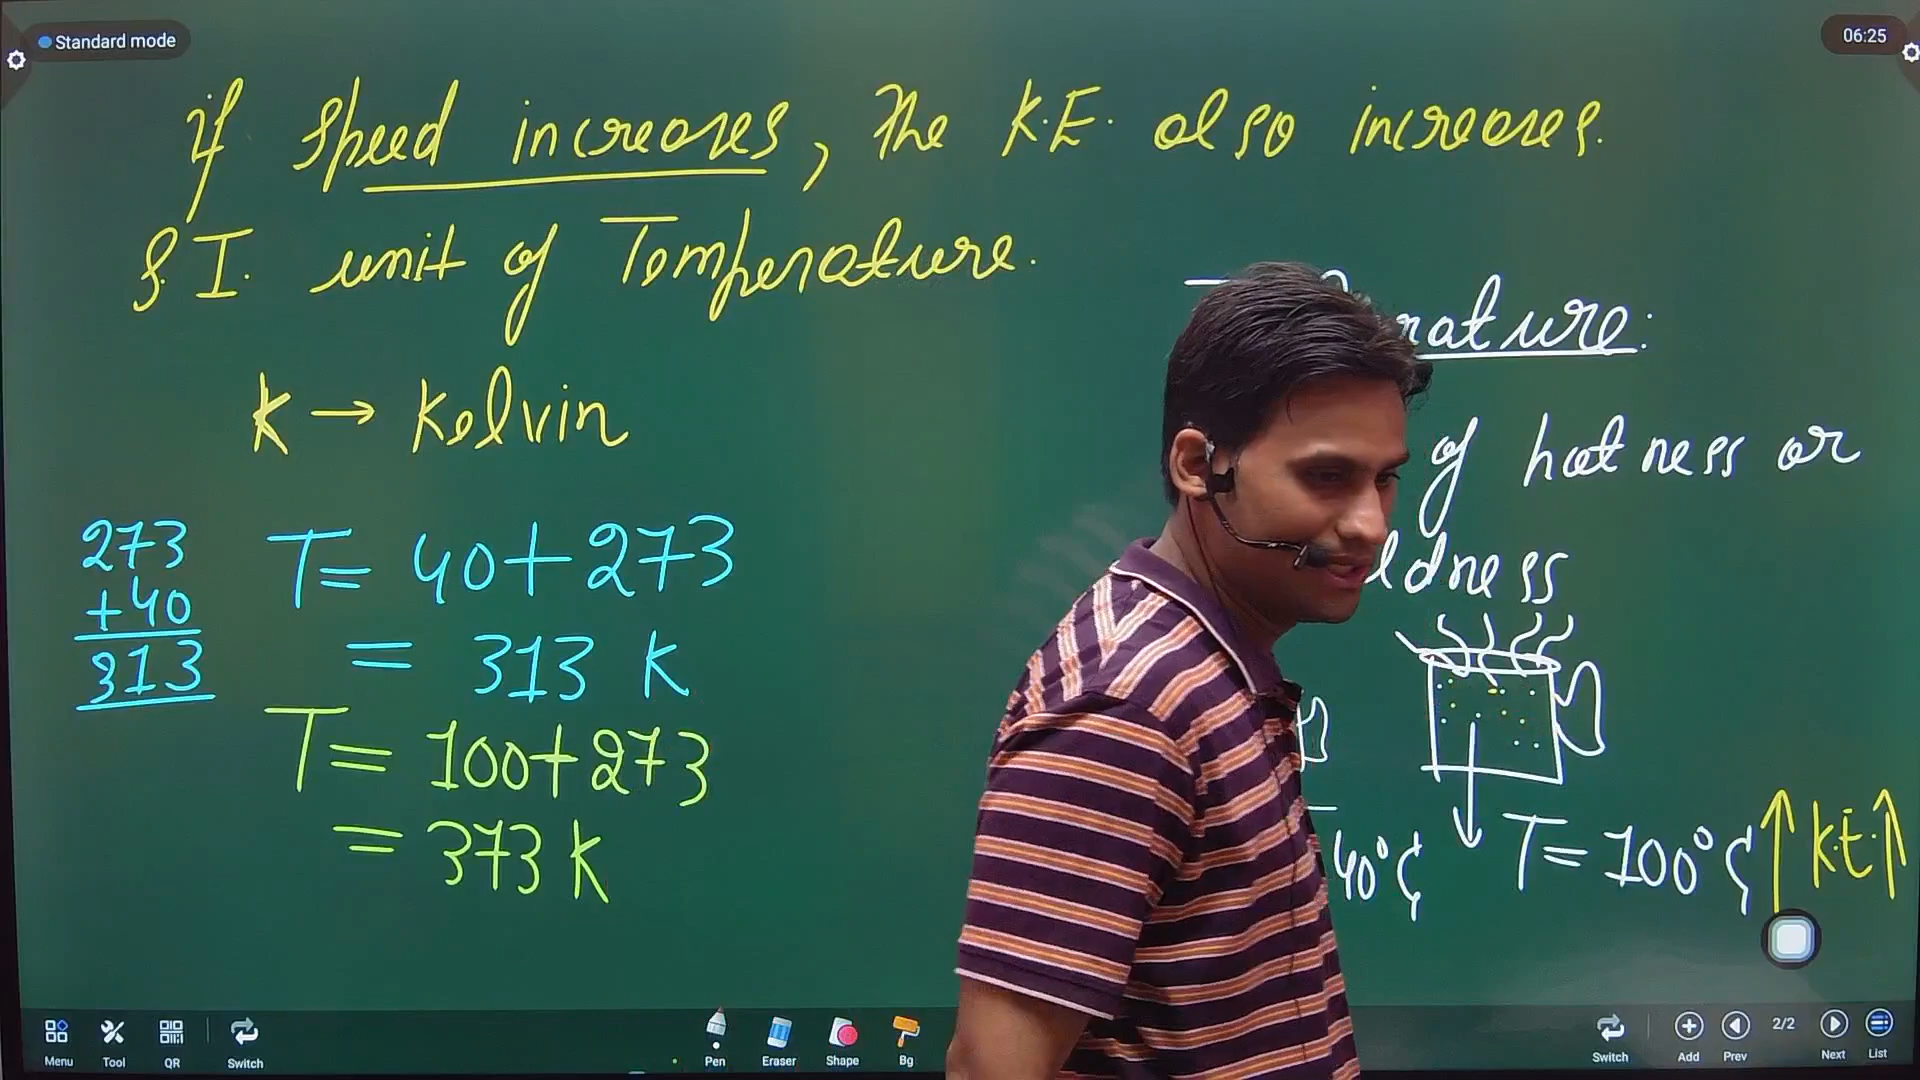 Standard mode
06:25
if speed increases, the K.E. also increases.
S.I. unit of Temperature.
k → Kelvin
273
+40
313
T= 40+273
= 313 k
T= 100+273
= 373 k
rature:
of hotness or
ldness
40°C
T= 100°C ↑ k.E.↑
Menu
Tool
QR
Switch
Pen
Eraser
Shape
Bg
Switch
Add
Prev
2/2
Next
List